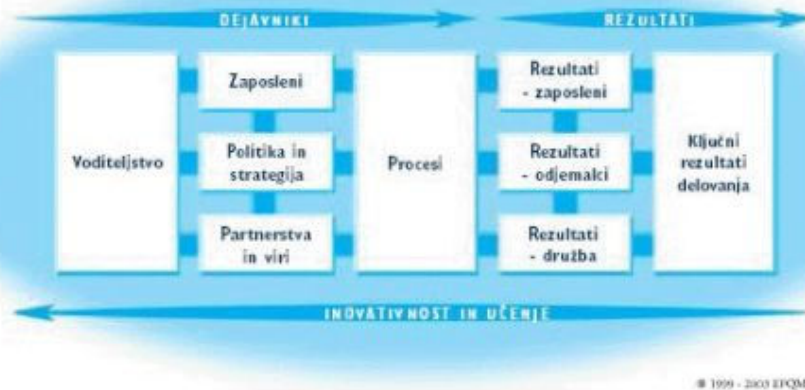 DEJAVNIKI
REZULTATI
Voditeljstvo
Zaposleni
Politika in
strategija
Partnerstva
in viri
Procesi
Rezultati
- zaposleni
Rezultati
- odjemalci
Rezultati
- družba
Ključni
rezultati
delovanja
INOVATIVNOST IN UČENJE
® 1999 - 2003 EFQM